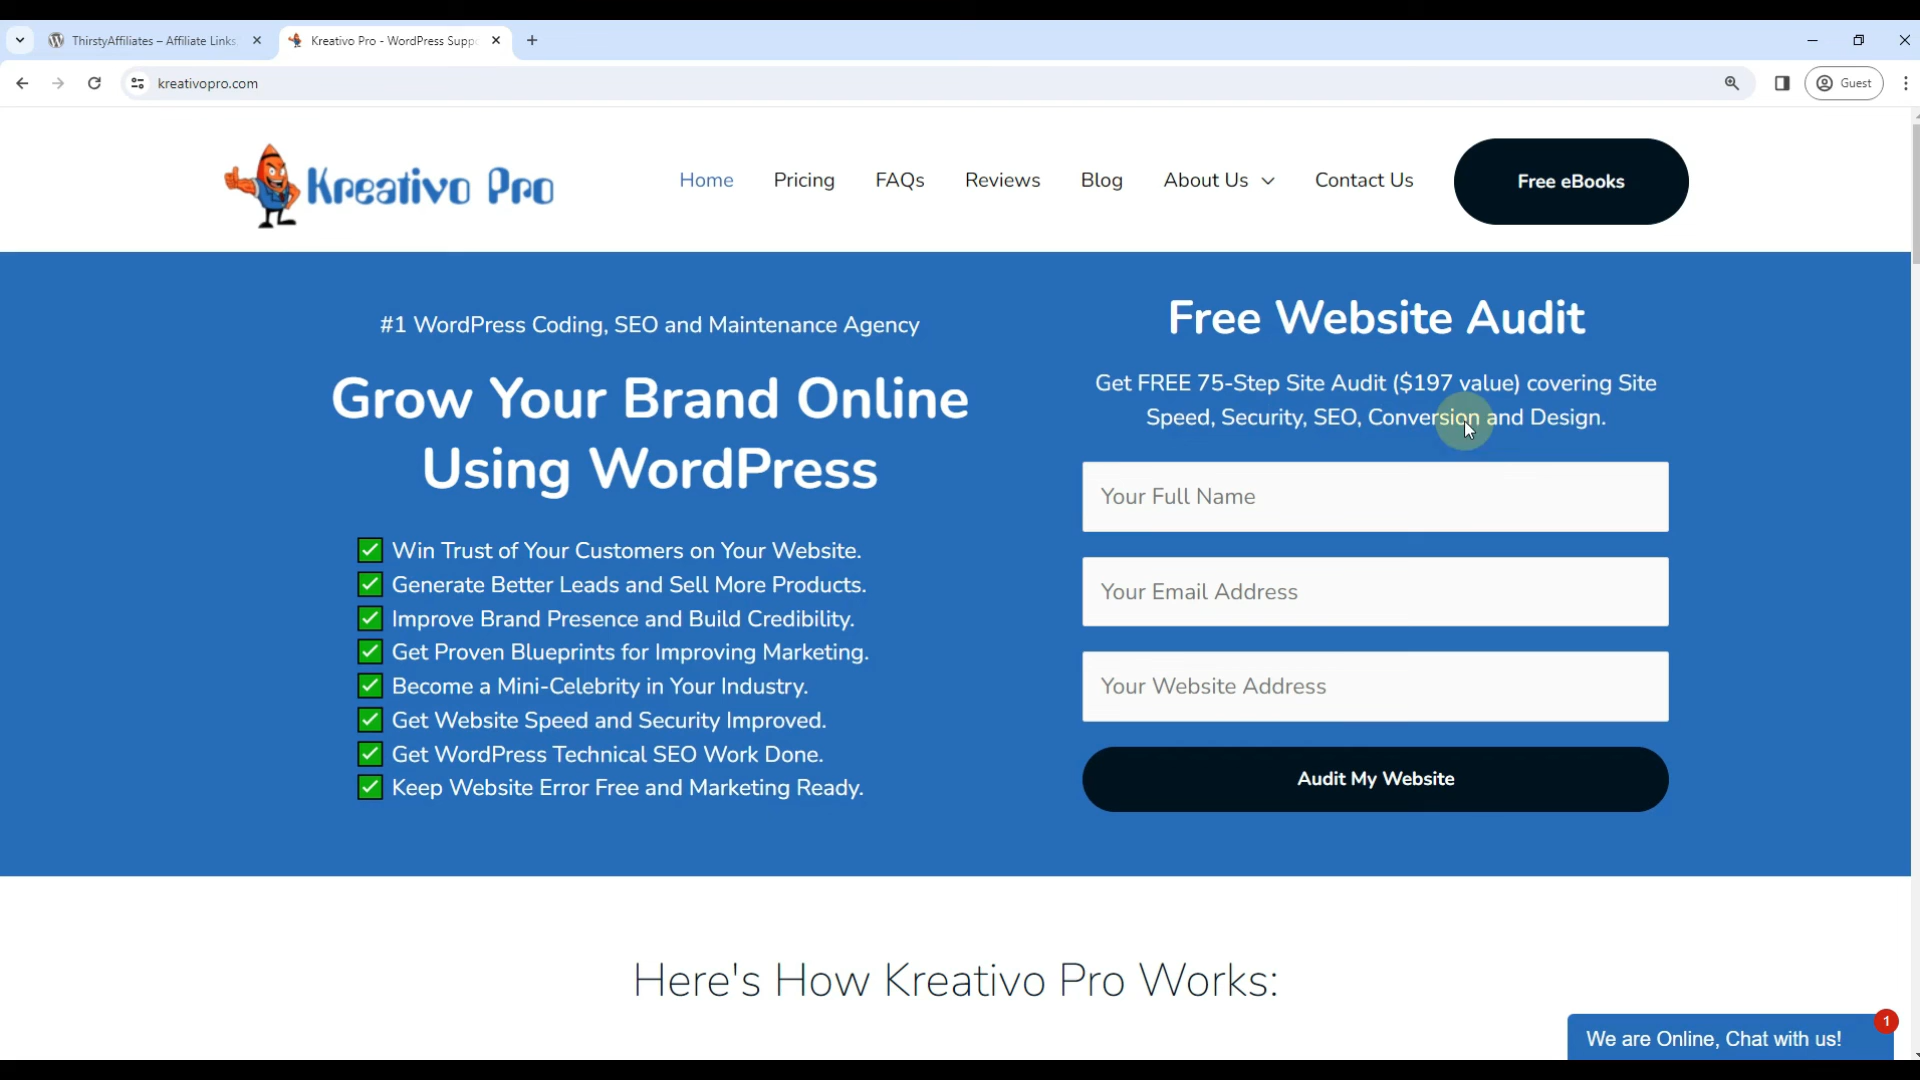 ThirstyAffiliates – Affiliate Links
Kreativo Pro - WordPress Supp
kreativopro.com
Guest
Kreativo Pro
Home
Pricing
FAQs
Reviews
Blog
About Us
Contact Us
Free eBooks
#1 WordPress Coding, SEO and Maintenance Agency
Grow Your Brand Online
Using WordPress
Win Trust of Your Customers on Your Website.
Generate Better Leads and Sell More Products.
Improve Brand Presence and Build Credibility.
Get Proven Blueprints for Improving Marketing.
Become a Mini-Celebrity in Your Industry.
Get Website Speed and Security Improved.
Get WordPress Technical SEO Work Done.
Keep Website Error Free and Marketing Ready.
Free Website Audit
Get FREE 75-Step Site Audit ($197 value) covering Site
Speed, Security, SEO, Conversion and Design.
Your Full Name
Your Email Address
Your Website Address
Audit My Website
Here's How Kreativo Pro Works:
1
We are Online, Chat with us!